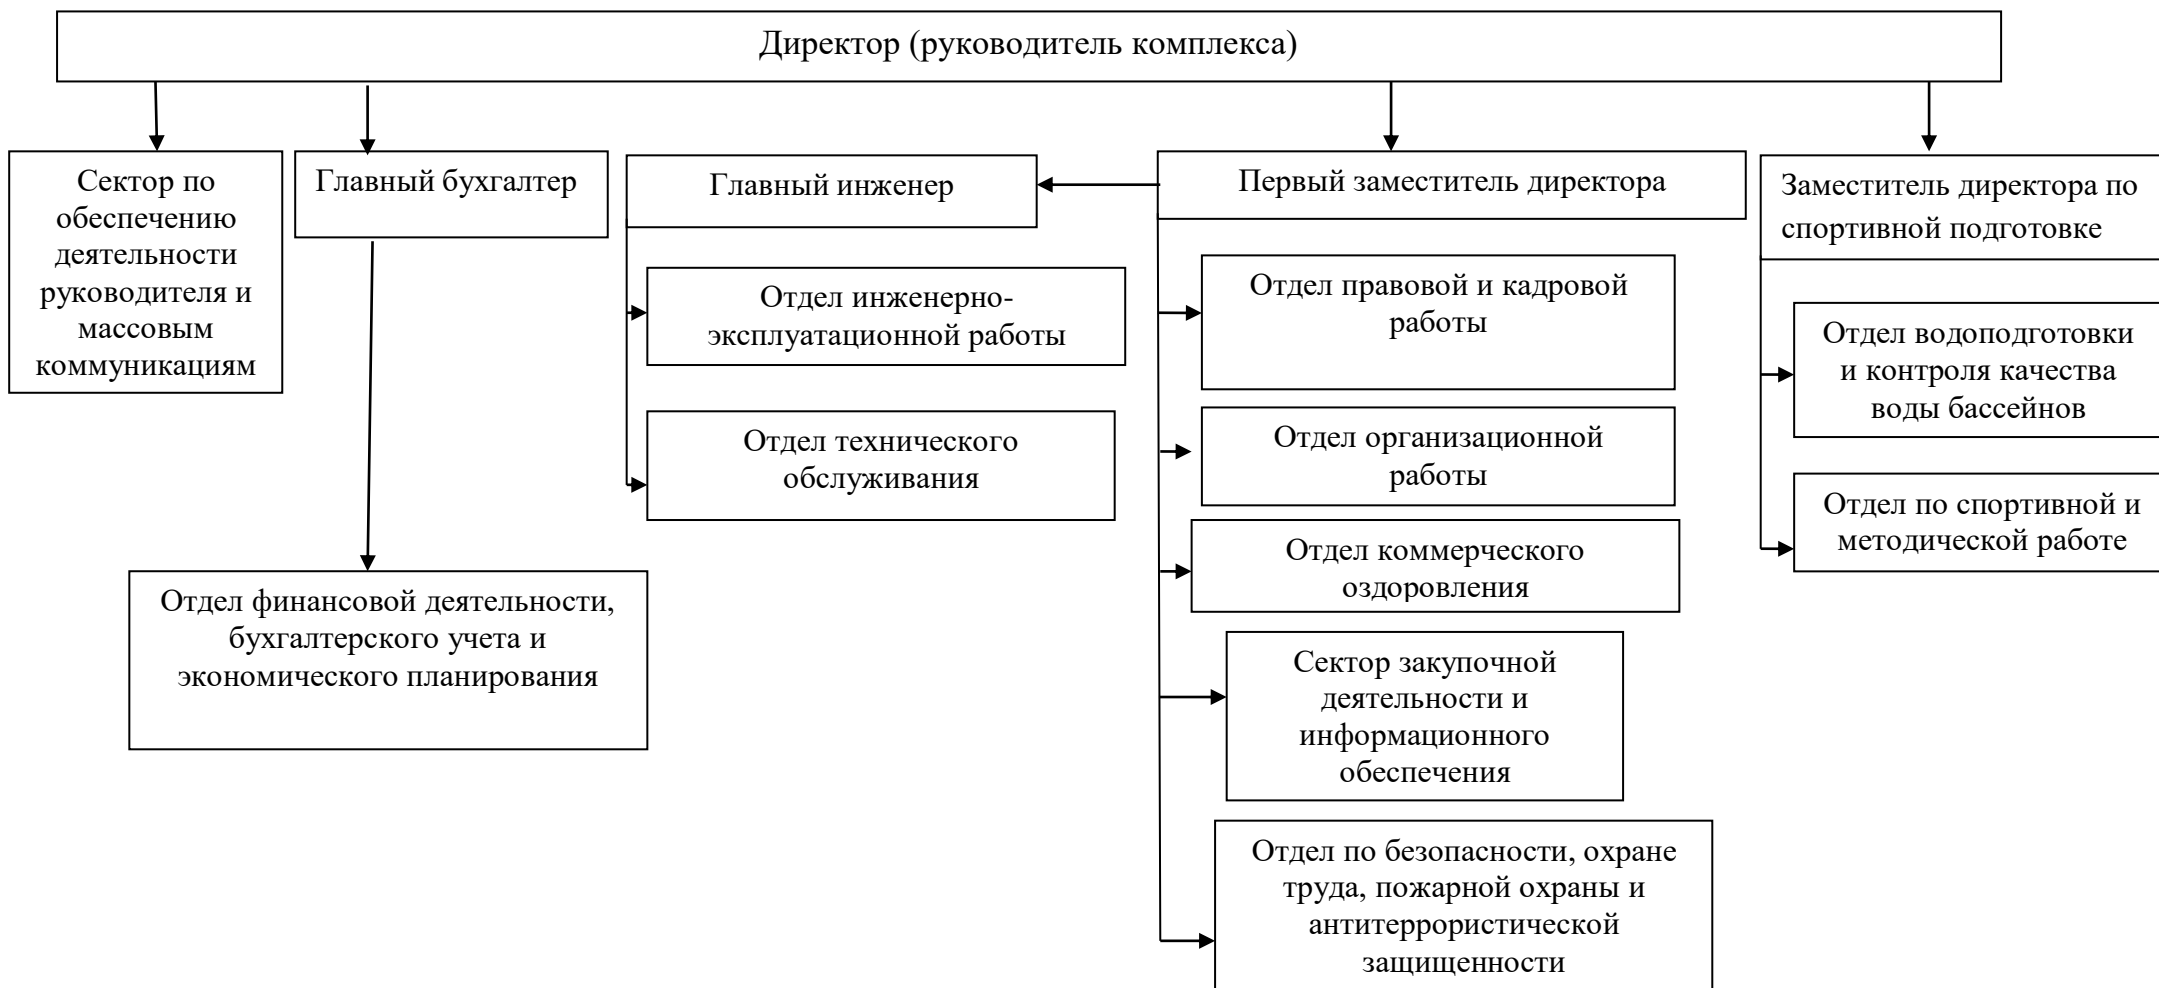 Директор (руководитель комплекса)
Сектор по
обеспечению
деятельности
руководителя и
массовым
коммуникациям
Главный бухгалтер
Отдел финансовой деятельности,
бухгалтерского учета и
экономического планирования
Главный инженер
Отдел инженерно-
эксплуатационной работы
Отдел технического
обслуживания
Первый заместитель директора
Отдел правовой и кадровой
работы
Отдел организационной
работы
Отдел коммерческого
оздоровления
Сектор закупочной
деятельности и
информационного
обеспечения
Отдел по безопасности, охране
труда, пожарной охраны и
антитеррористической
защищенности
Заместитель директора по
спортивной подготовке
Отдел водоподготовки
и контроля качества
воды бассейнов
Отдел по спортивной и
методической работе